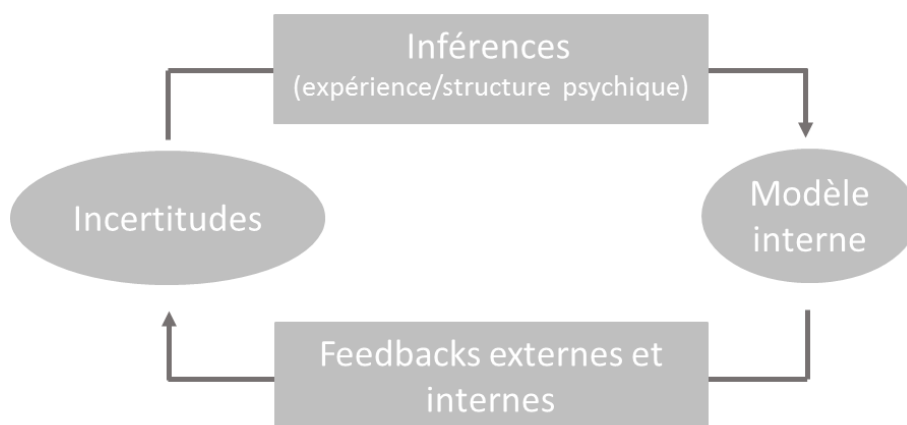 Inférences
(expérience/structure psychique)
Incertitudes
Modèle
interne
Feedbacks externes et
internes